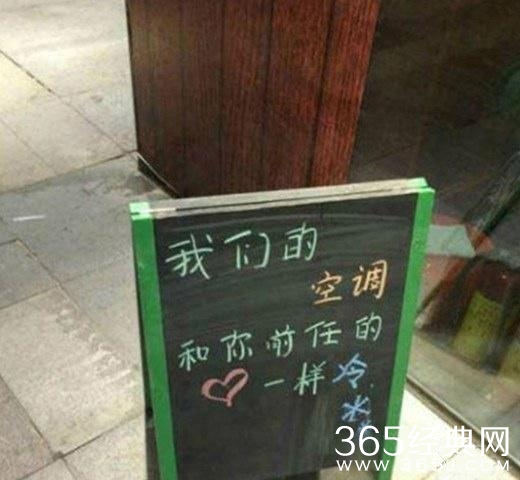 我们的
空调
和你前任的
一样冷
365经典网